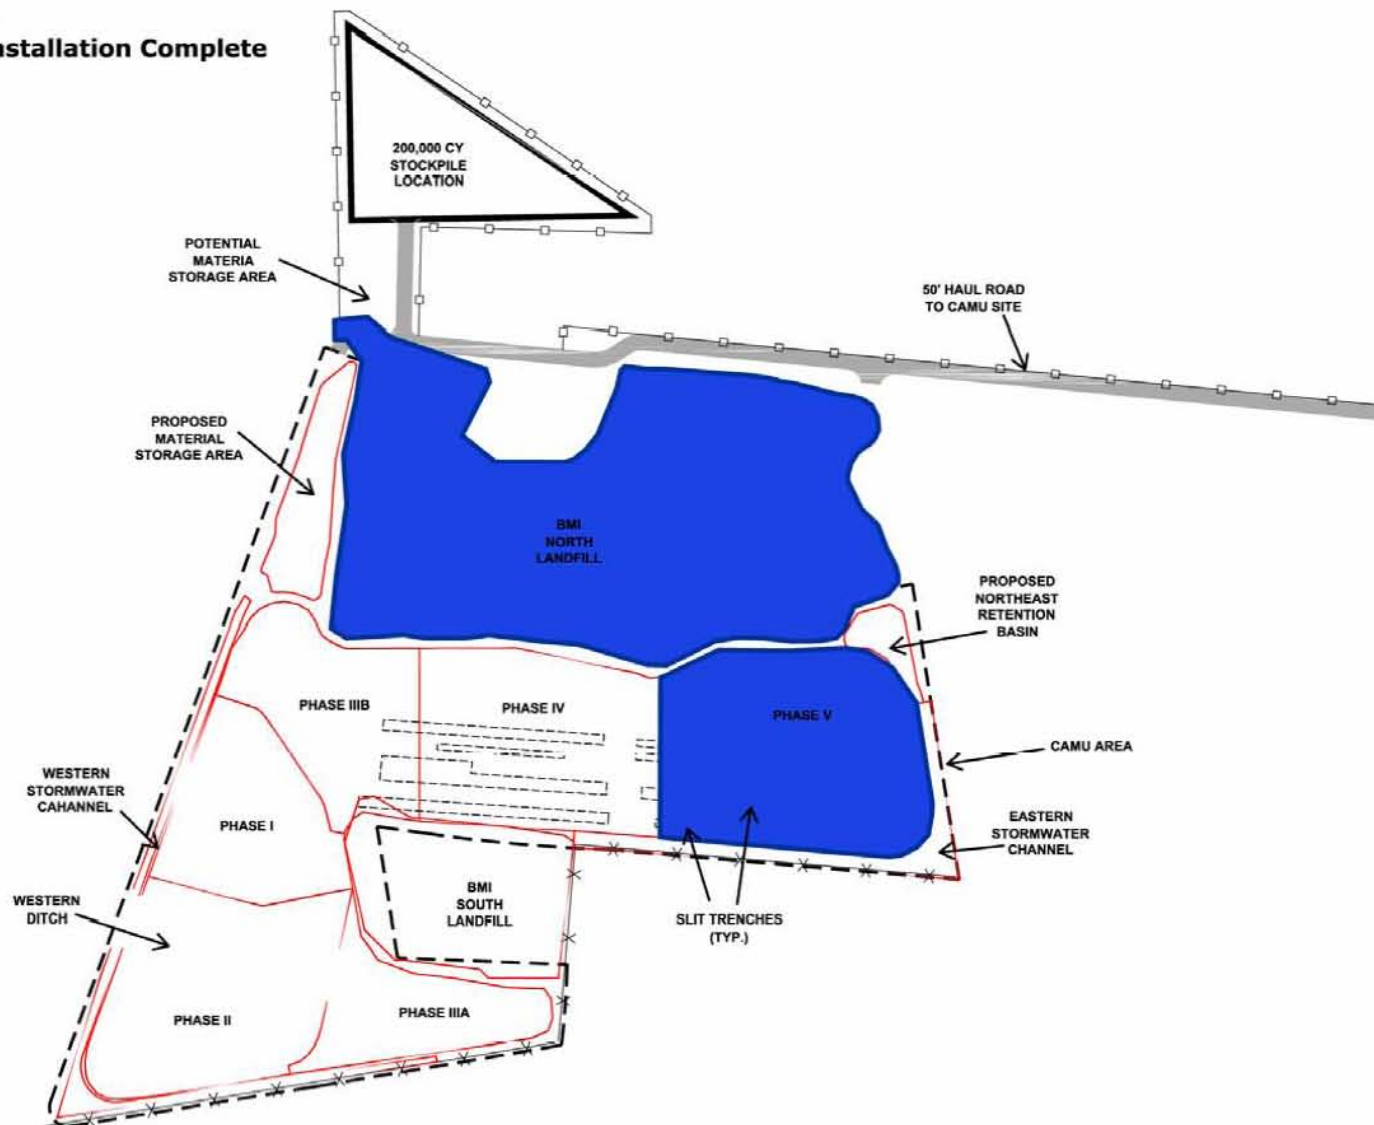 nstallation Complete
200,000 CY
STOCKPILE
LOCATION
POTENTIAL
MATERIA
STORAGE AREA
50' HAUL ROAD
TO CAMU SITE
PROPOSED
MATERIAL
STORAGE AREA
BMI
NORTH
LANDFILL
PROPOSED
NORTHEAST
RETENTION
BASIN
PHASE IIIB
PHASE IV
PHASE V
CAMU AREA
WESTERN
STORMWATER
CAHANNEL
PHASE I
EASTERN
STORMWATER
CHANNEL
BMI
SOUTH
LANDFILL
WESTERN
DITCH
SLIT TRENCHES
(TYP.)
PHASE II
PHASE IIIA